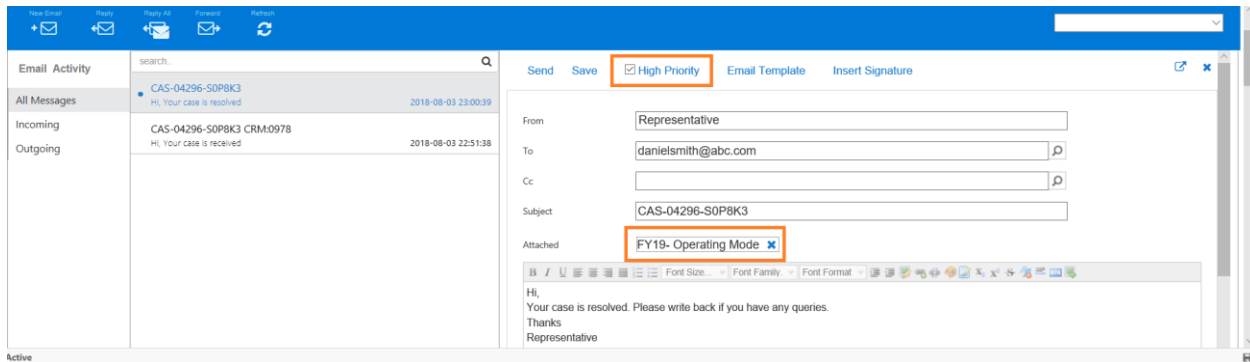 New Email Reply Reply All Forward Refresh
Email Activity
All Messages
Incoming
Outgoing
search..
CAS-04296-S0P8K3
Hi, Your case is resolved 2018-08-03 23:00:39
CAS-04296-S0P8K3 CRM:0978
Hi, Your case is received 2018-08-03 22:51:38
Send Save High Priority Email Template Insert Signature
From Representative
To danielsmith@abc.com
Cc
Subject CAS-04296-S0P8K3
Attached FY19- Operating Mode
B I U Font Size... Font Family. Font Format
Hi,
Your case is resolved. Please write back if you have any queries.
Thanks
Representative
Active